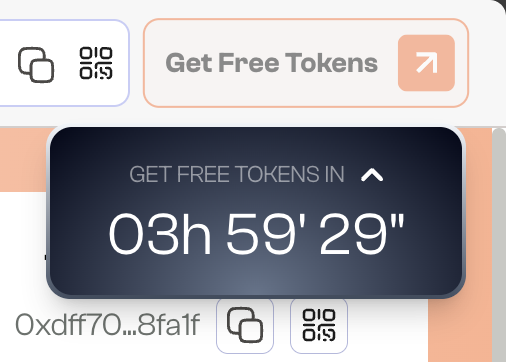 Get Free Tokens
GET FREE TOKENS IN
03h 59' 29"
0xdff70...8fa1f